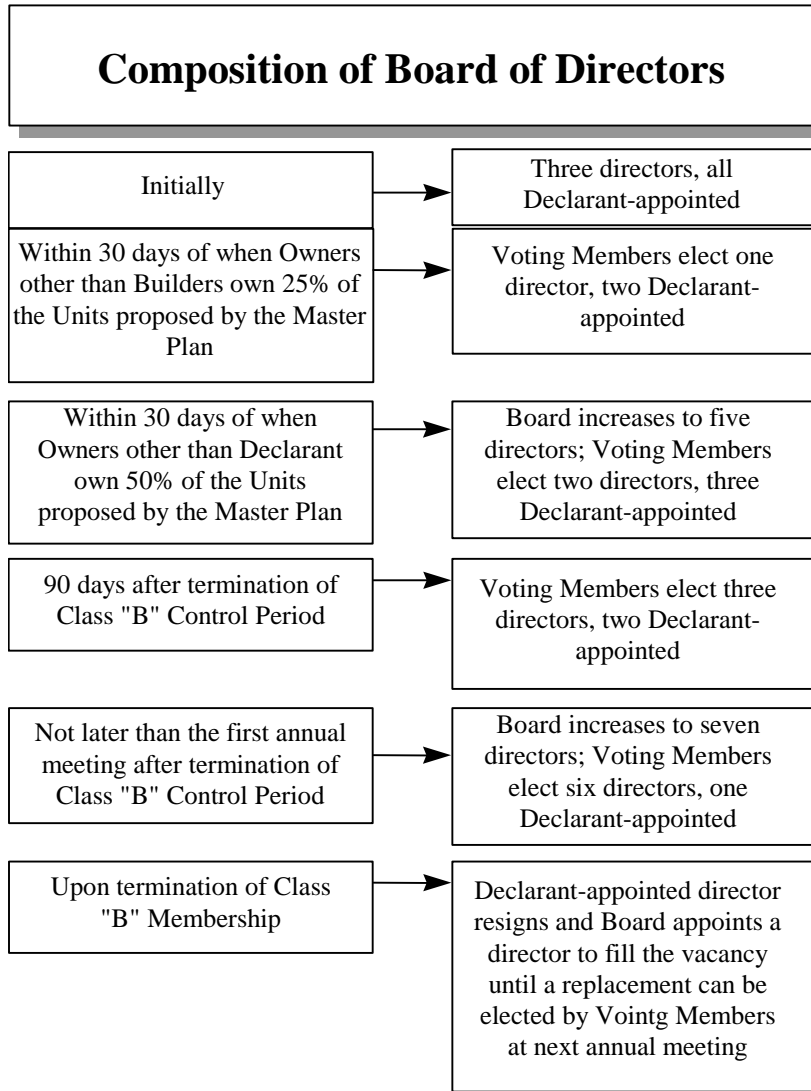 Composition of Board of Directors
Initially
Three directors, all
Declarant-appointed
Within 30 days of when Owners
other than Builders own 25% of
the Units proposed by the Master
Plan
Voting Members elect one
director, two Declarant-
appointed
Within 30 days of when
Owners other than Declarant
own 50% of the Units
proposed by the Master Plan
Board increases to five
directors; Voting Members
elect two directors, three
Declarant-appointed
90 days after termination of
Class "B" Control Period
Voting Members elect three
directors, two Declarant-
appointed
Not later than the first annual
meeting after termination of
Class "B" Control Period
Board increases to seven
directors; Voting Members
elect six directors, one
Declarant-appointed
Upon termination of Class
"B" Membership
Declarant-appointed director
resigns and Board appoints a
director to fill the vacancy
until a replacement can be
elected by Vointg Members
at next annual meeting